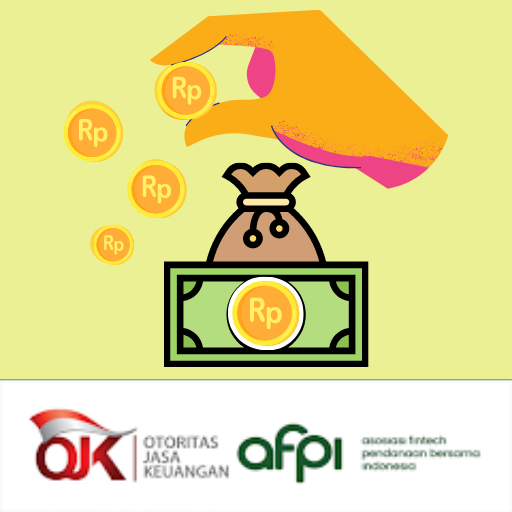 Rp
Rp
Rp
Rp
Rp
OJK
OTORITAS
JASA
KEUANGAN
afpi
asosiasi fintech
pendanaan bersama
indonesia